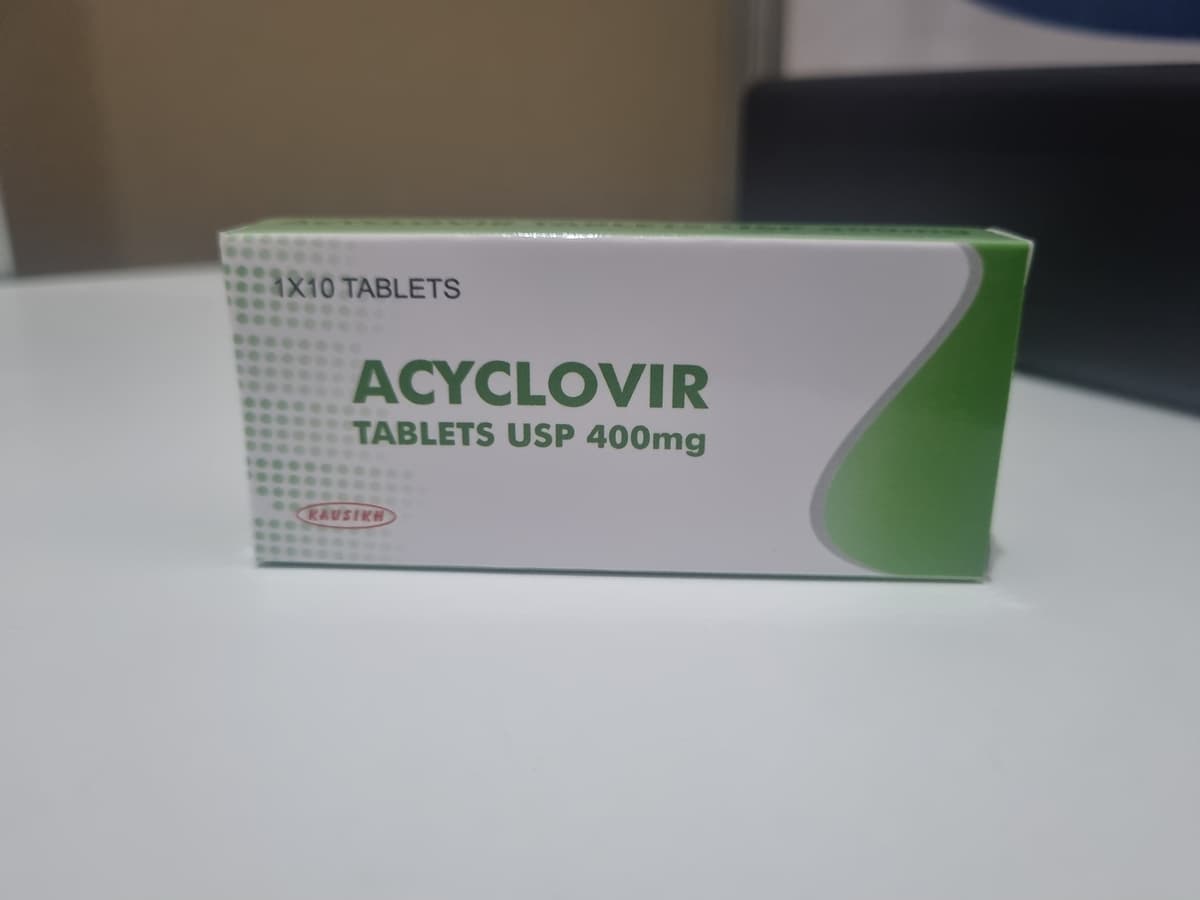 1X10 TABLETS
ACYCLOVIR
TABLETS USP 400mg
KAUSIKH